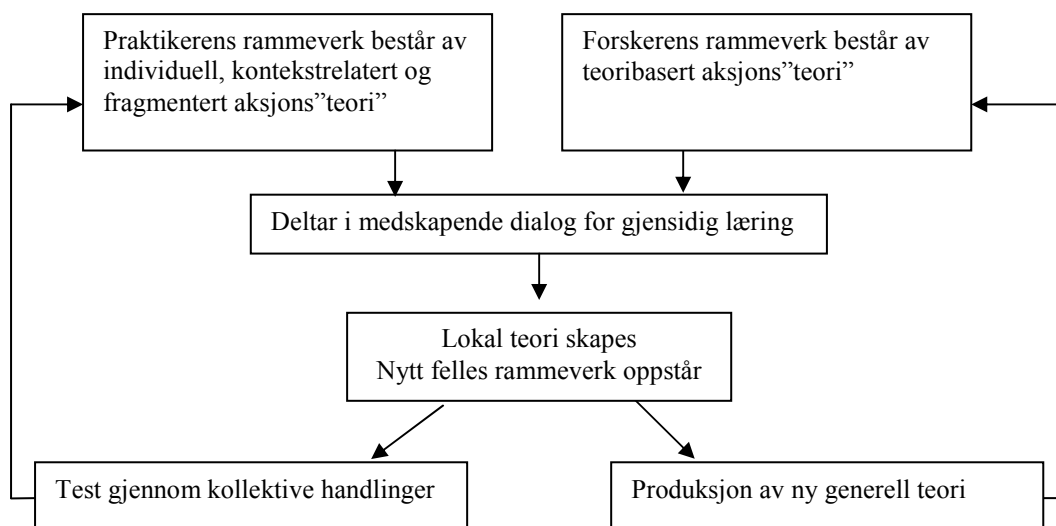 Praktikerens rammeverk består av
individuell, kontekstrelatert og
fragmentert aksjons”teori”
Forskerens rammeverk består av
teoribasert aksjons”teori”
Deltar i medskapende dialog for gjensidig læring
Lokal teori skapes
Nytt felles rammeverk oppstår
Test gjennom kollektive handlinger
Produksjon av ny generell teori